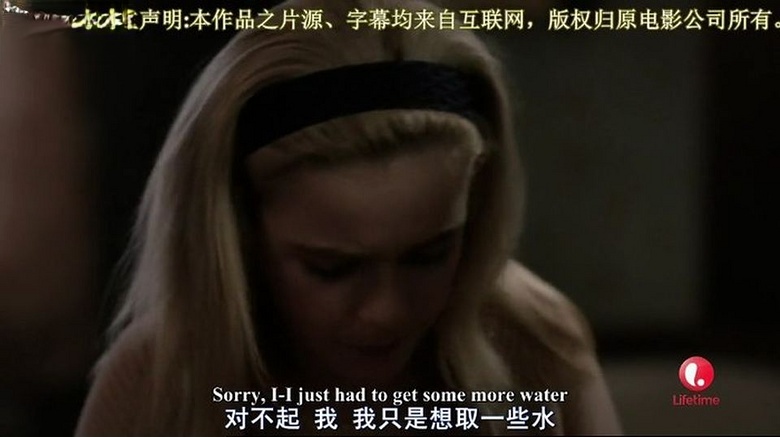 水木声明:本作品之片源、字幕均来自互联网，版权归原电影公司所有。
Sorry, I-I just had to get some more water
对不起 我 我只是想取一些水
Lifetime